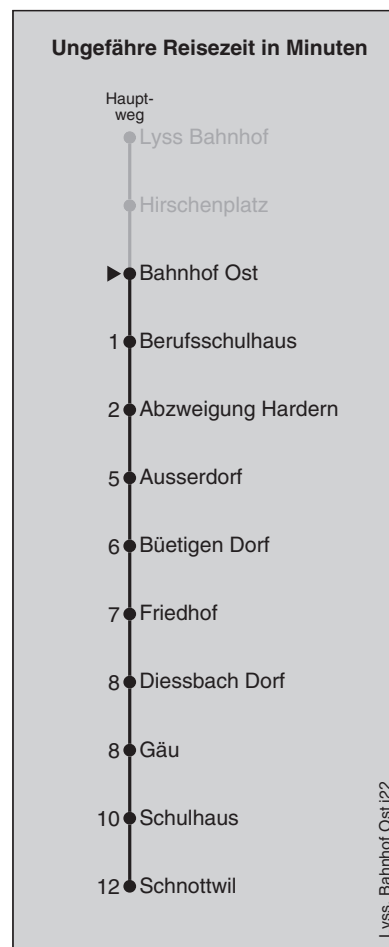 Ungefähre Reisezeit in Minuten
Haupt-
weg
Lyss Bahnhof
Hirschenplatz
Bahnhof Ost
1 Berufsschulhaus
2 Abzweigung Hardern
5 Ausserdorf
6 Büetigen Dorf
7 Friedhof
8 Diessbach Dorf
8 Gäu
10 Schulhaus
12 Schnottwil
Lyss, Bahnhof Ost.j22